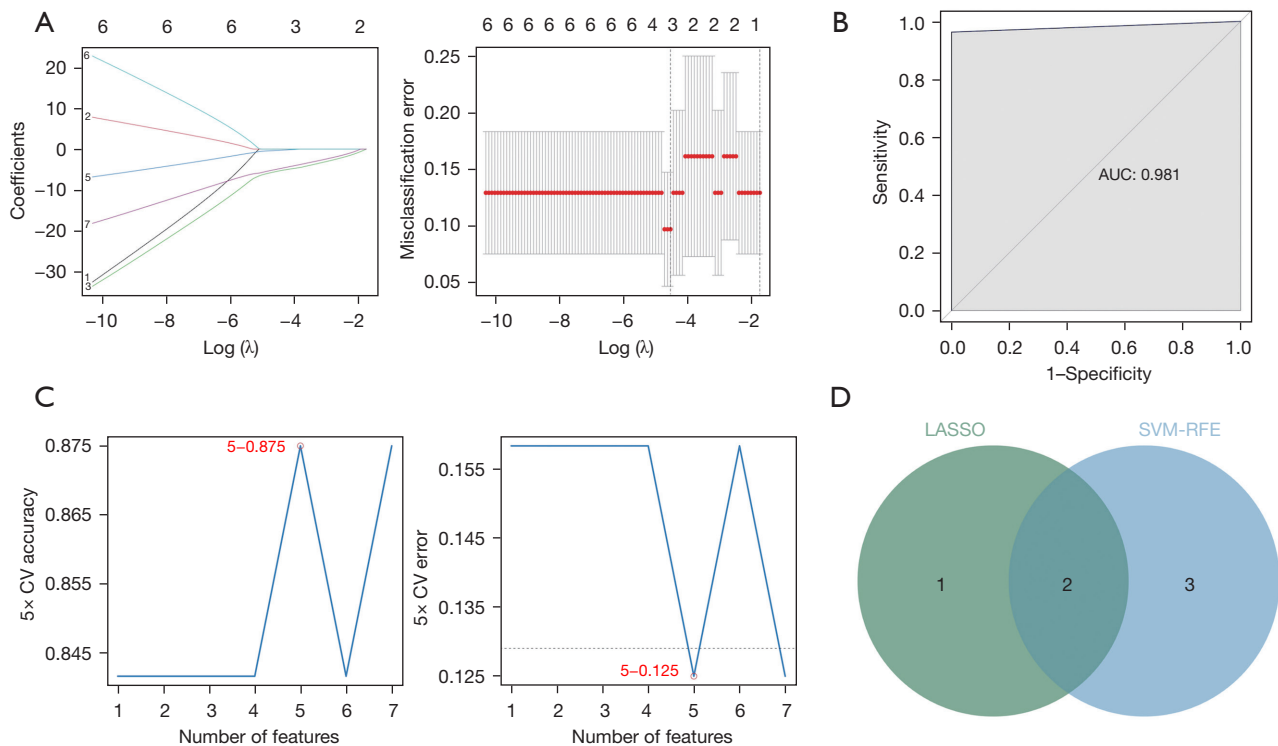 A
6 6 6 3 2
20
10
0
−10
−20
−30
6
2
5
7
1
3
Coefficients
−10 −8 −6 −4 −2
Log (λ)
6 6 6 6 6 6 6 6 4 3 2 2 2 1
0.25
0.20
0.15
0.10
0.05
Misclassification error
−10 −8 −6 −4 −2
Log (λ)
B
1.0
0.8
0.6
0.4
0.2
0.0
Sensitivity
AUC: 0.981
0.0 0.2 0.4 0.6 0.8 1.0
1−Specificity
C
0.875
0.865
0.855
0.845
5× CV accuracy
5−0.875
1 2 3 4 5 6 7
Number of features
0.155
0.145
0.135
0.125
5× CV error
5−0.125
1 2 3 4 5 6 7
Number of features
D
LASSO SVM-RFE
1 2 3